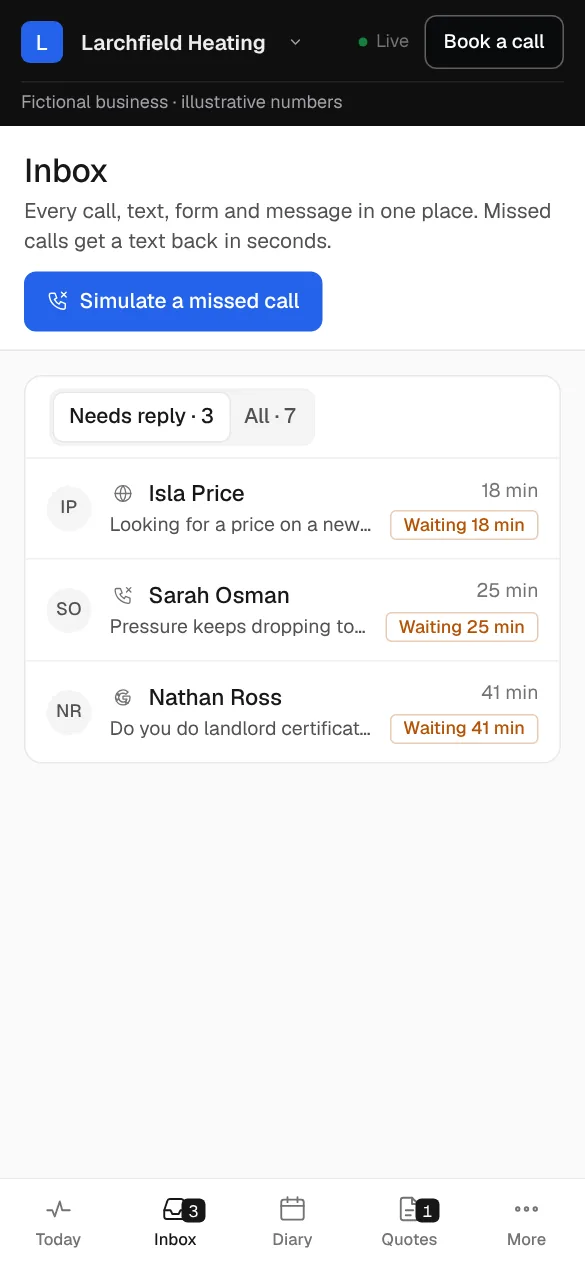 L Larchfield Heating Live Book a call
Fictional business · illustrative numbers
Inbox
Every call, text, form and message in one place. Missed
calls get a text back in seconds.
Simulate a missed call
Needs reply · 3 All · 7
IP Isla Price 18 min
Looking for a price on a new… Waiting 18 min
SO Sarah Osman 25 min
Pressure keeps dropping to… Waiting 25 min
NR Nathan Ross 41 min
Do you do landlord certificat… Waiting 41 min
3 1
Today Inbox Diary Quotes More